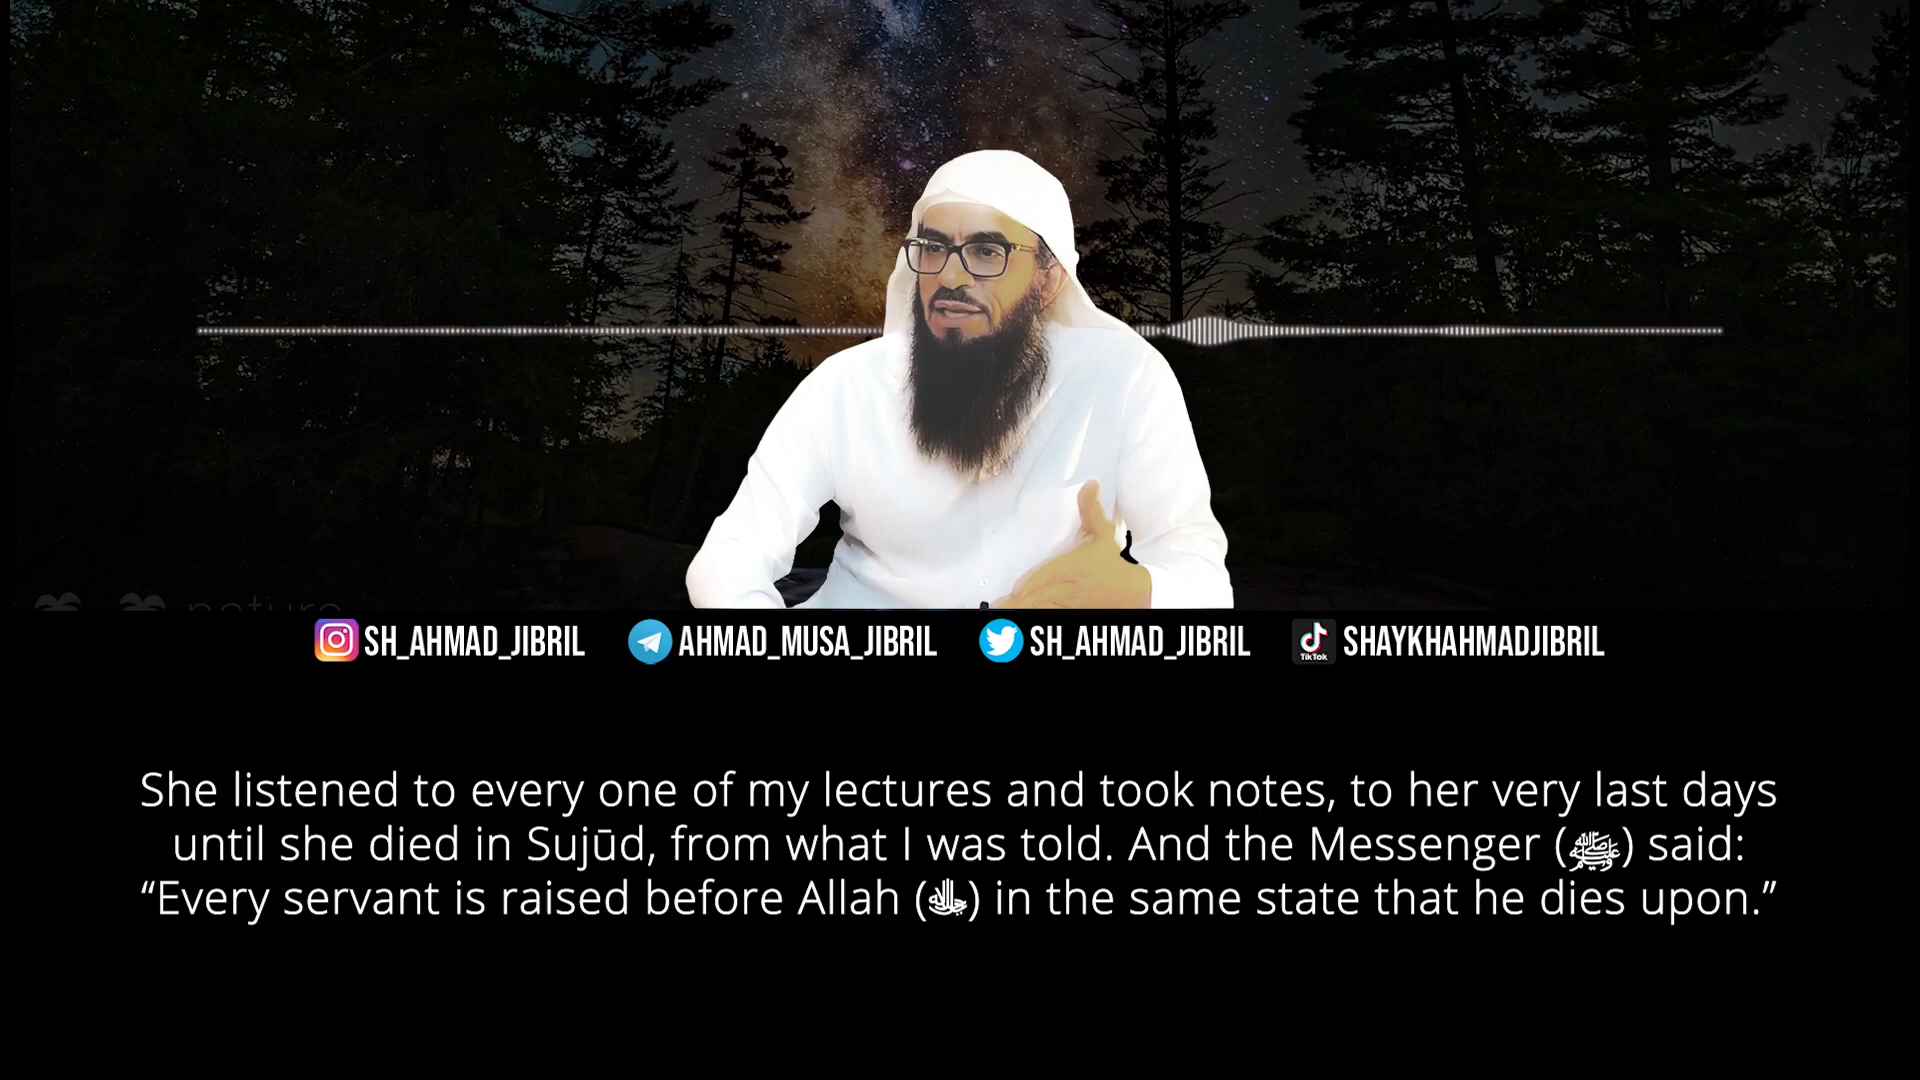 nature
SH_AHMAD_JIBRIL AHMAD_MUSA_JIBRIL SH_AHMAD_JIBRIL TikTok SHAYKHAHMADJIBRIL
She listened to every one of my lectures and took notes, to her very last days
until she died in Sujūd, from what I was told. And the Messenger (ﷺ) said:
“Every servant is raised before Allah (ﷻ) in the same state that he dies upon.”